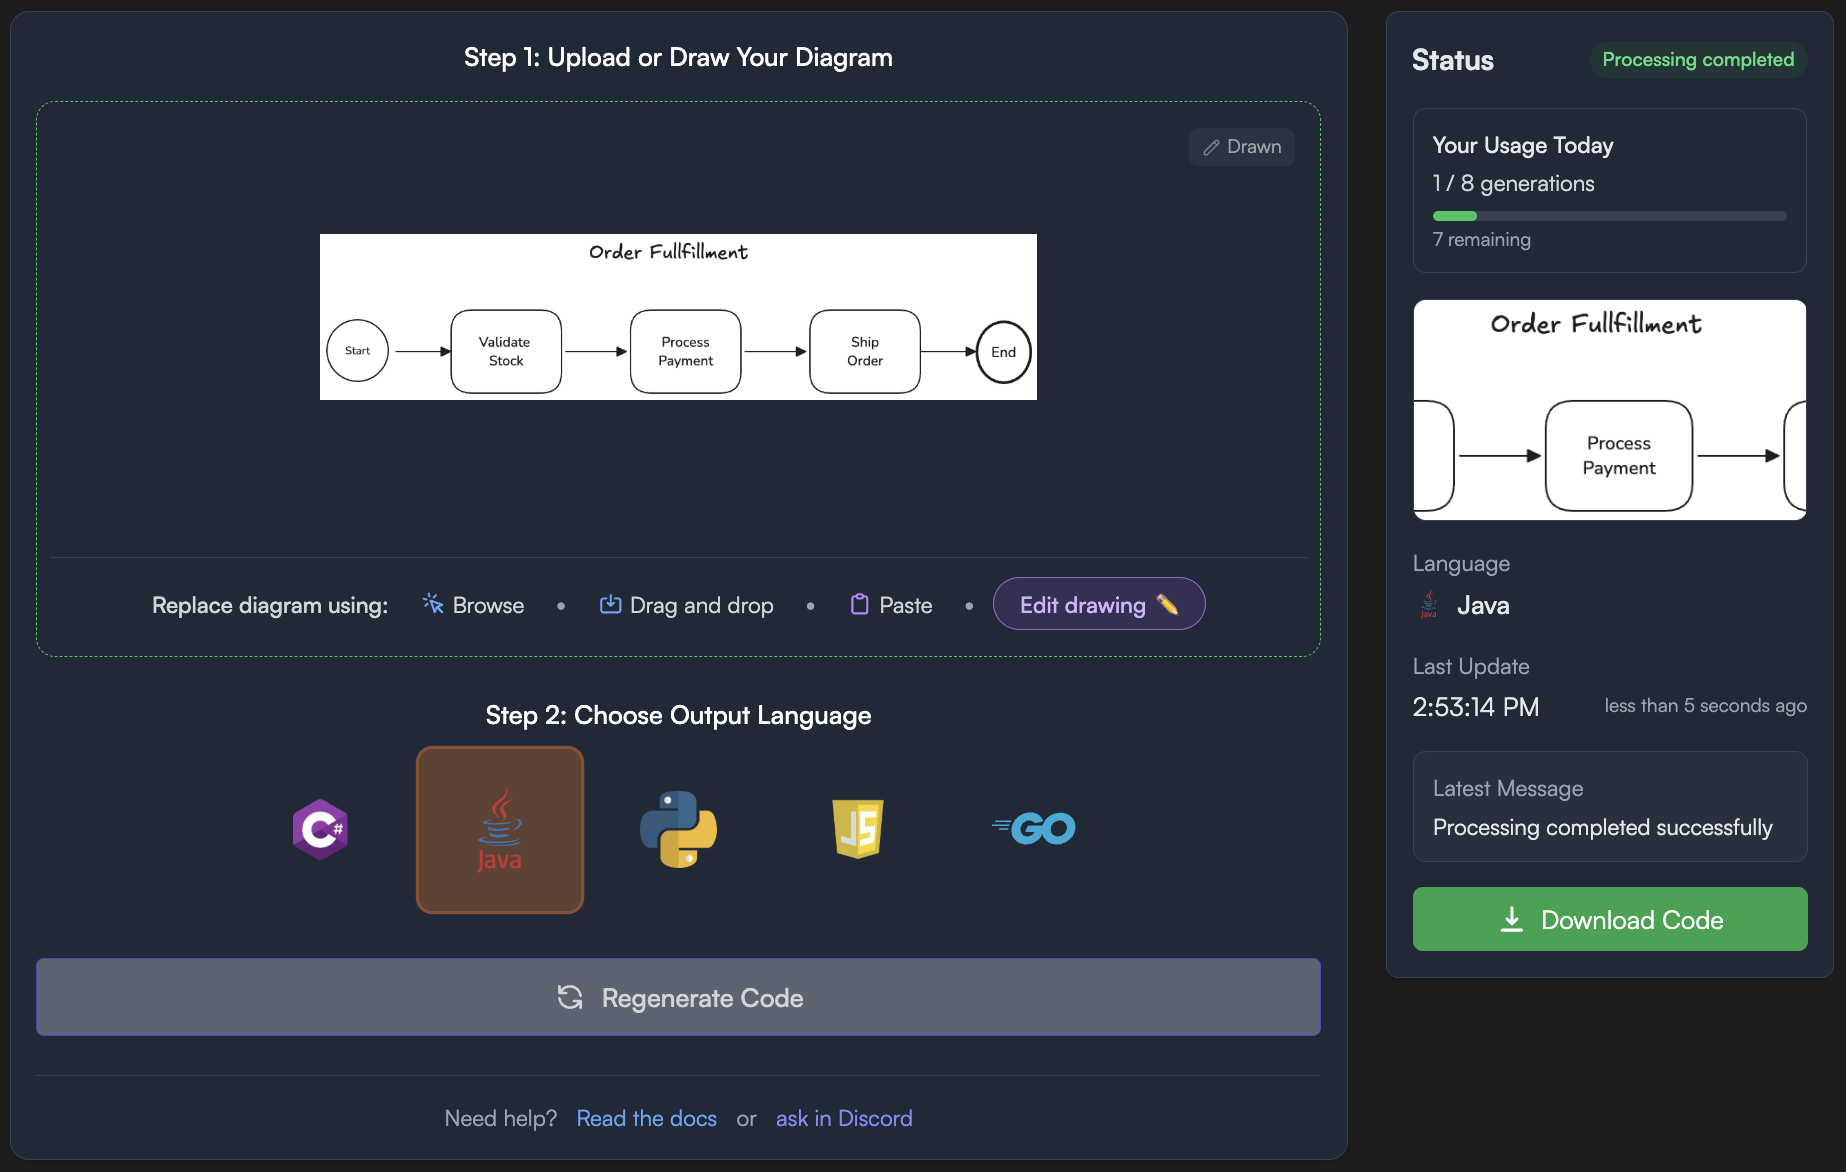 Step 1: Upload or Draw Your Diagram
Drawn
Order Fullfillment
Start
Validate
Stock
Process
Payment
Ship
Order
End
Replace diagram using:
Browse
Drag and drop
Paste
Edit drawing
Step 2: Choose Output Language
C#
Java
JS
GO
Regenerate Code
Need help? Read the docs or ask in Discord
Status
Processing completed
Your Usage Today
1 / 8 generations
7 remaining
Order Fullfillment
Process
Payment
Language
Java
Java
Last Update
2:53:14 PM
less than 5 seconds ago
Latest Message
Processing completed successfully
Download Code